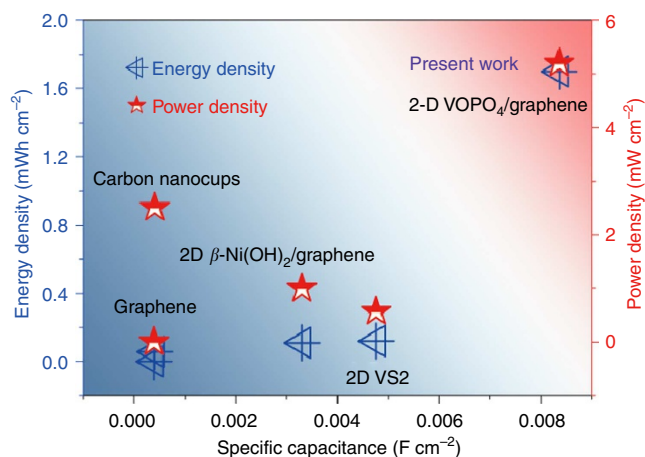 2.0
1.6
1.2
0.8
0.4
0.0
Energy density (mWh cm⁻²)
6
4
2
0
Power density (mW cm⁻²)
Energy density
Power density
Present work
2-D VOPO₄/graphene
Carbon nanocups
2D β-Ni(OH)₂/graphene
Graphene
2D VS2
0.000 0.002 0.004 0.006 0.008
Specific capacitance (F cm⁻²)